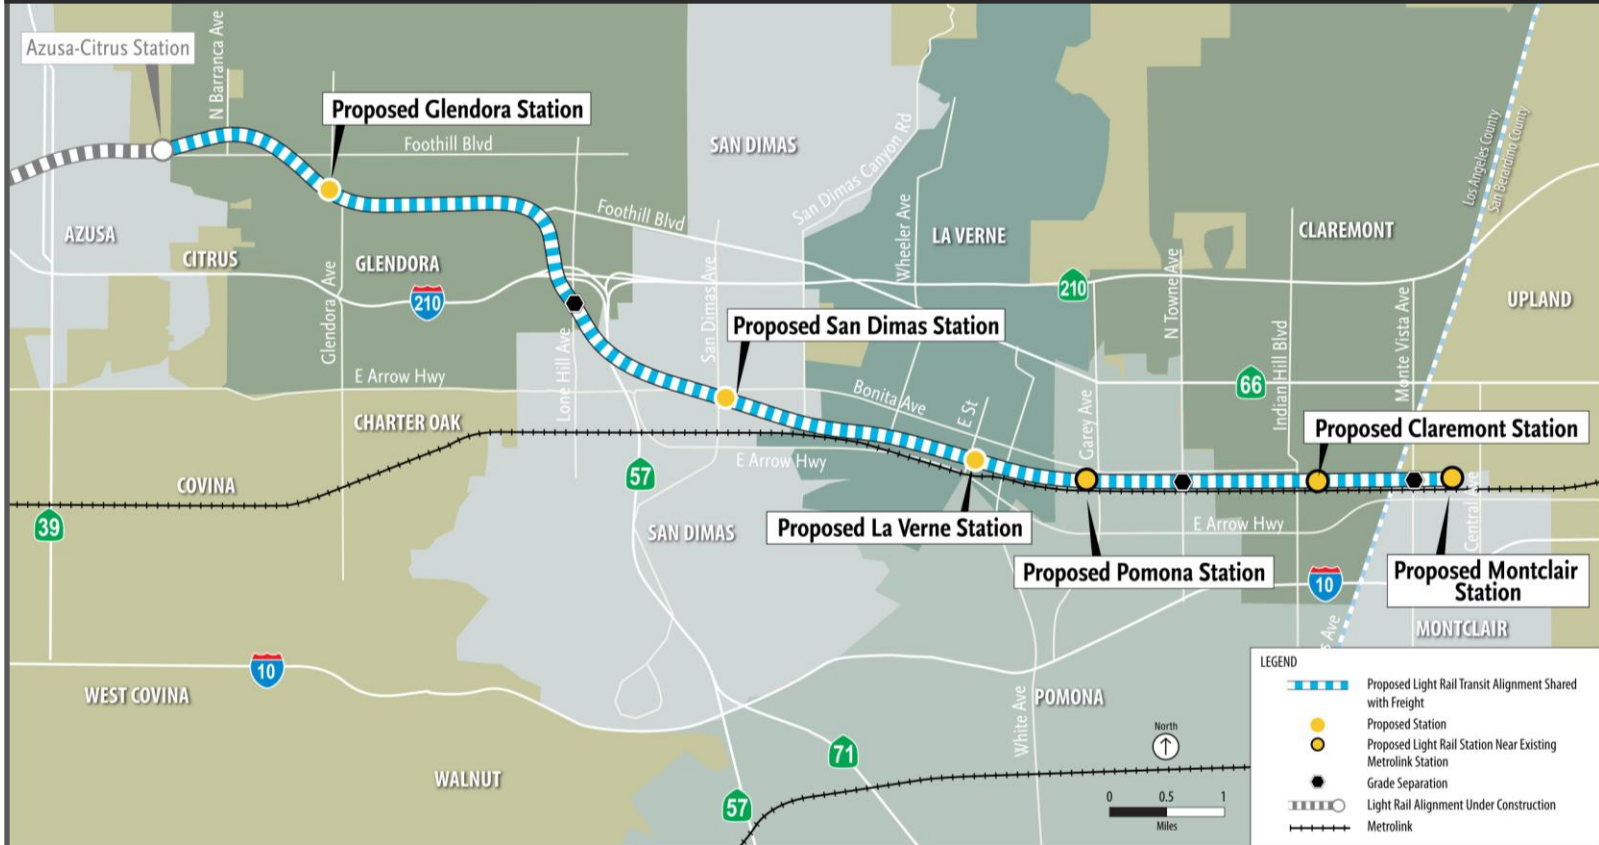 Azusa-Citrus Station
N Barranca Ave
Proposed Glendora Station
Foothill Blvd
SAN DIMAS
San Dimas Canyon Rd
Los Angeles County
San Berardino County
Foothill Blvd
Wheeler Ave
AZUSA
CITRUS
GLENDORA
LA VERNE
CLAREMONT
Glendora Ave
210
210
San Dimas Ave
N Towne Ave
Monte Vista Ave
UPLAND
Proposed San Dimas Station
Lone Hill Ave
Indian Hill Blvd
E Arrow Hwy
66
Bonita Ave
E St
Garey Ave
CHARTER OAK
Proposed Claremont Station
E Arrow Hwy
57
COVINA
39
SAN DIMAS
Proposed La Verne Station
E Arrow Hwy
Central Ave
Proposed Pomona Station
10
Proposed Montclair
Station
MONTCLAIR
s Ave
10
WEST COVINA
White Ave
POMONA
71
WALNUT
57
North
0 0.5 1
Miles
LEGEND
Proposed Light Rail Transit Alignment Shared
with Freight
Proposed Station
Proposed Light Rail Station Near Existing
Metrolink Station
Grade Separation
Light Rail Alignment Under Construction
Metrolink